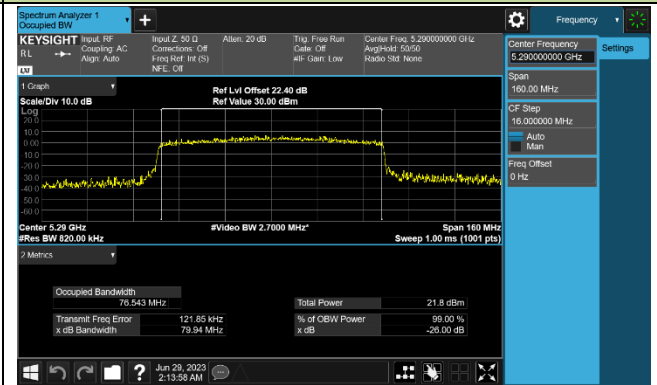 Spectrum Analyzer 1
Occupied BW
Frequency
KEYSIGHT
RL
LXI
Input: RF
Coupling: AC
Align: Auto
Input Z: 50 Ω
Corrections: Off
Freq Ref: Int (S)
NFE: Off
Atten: 20 dB
Trig: Free Run
Gate: Off
#IF Gain: Low
Center Freq: 5.290000000 GHz
Avg|Hold: 50/50
Radio Std: None
Center Frequency
5.290000000 GHz
Settings
Span
160.00 MHz
CF Step
16.000000 MHz
Auto
Man
Freq Offset
0 Hz
1 Graph
Scale/Div 10.0 dB
Ref Lvl Offset 22.40 dB
Ref Value 30.00 dBm
Log
20.0
10.0
0.00
-10.0
-20.0
-30.0
-40.0
-50.0
-60.0
Center 5.29 GHz
#Res BW 820.00 kHz
#Video BW 2.7000 MHz*
Span 160 MHz
Sweep 1.00 ms (1001 pts)
2 Metrics
Occupied Bandwidth
76.543 MHz
Total Power 21.8 dBm
Transmit Freq Error 121.85 kHz
% of OBW Power 99.00 %
x dB Bandwidth 79.94 MHz
x dB -26.00 dB
?
Jun 29, 2023
2:13:58 AM